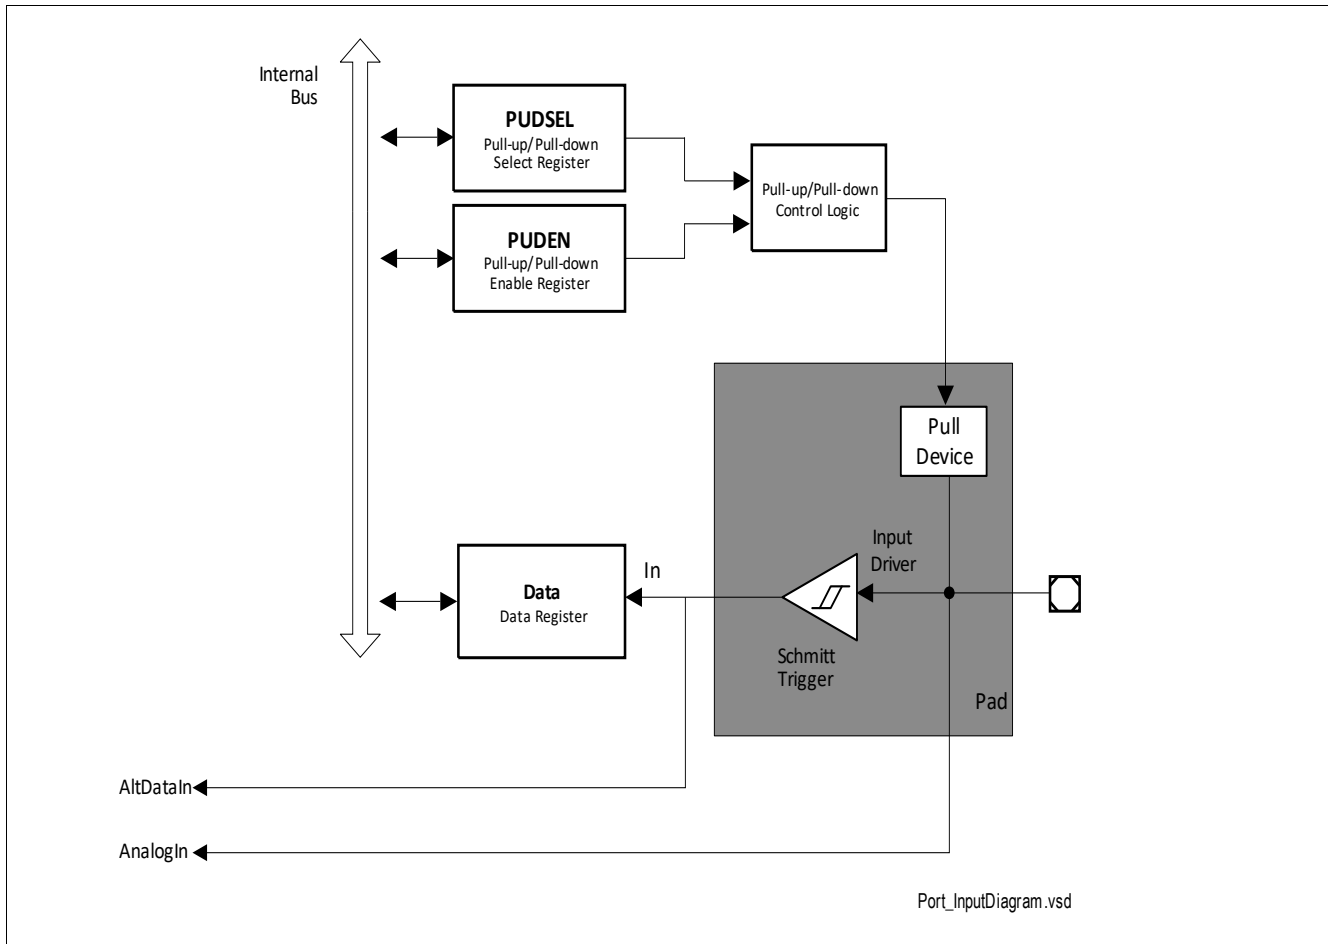 Internal
Bus
PUDSEL
Pull-up/Pull-down
Select Register
Pull-up/Pull-down
Control Logic
PUDEN
Pull-up/Pull-down
Enable Register
Pull
Device
Input
Driver
In
Data
Data Register
Schmitt
Trigger
Pad
AltDataIn
AnalogIn
Port_InputDiagram.vsd